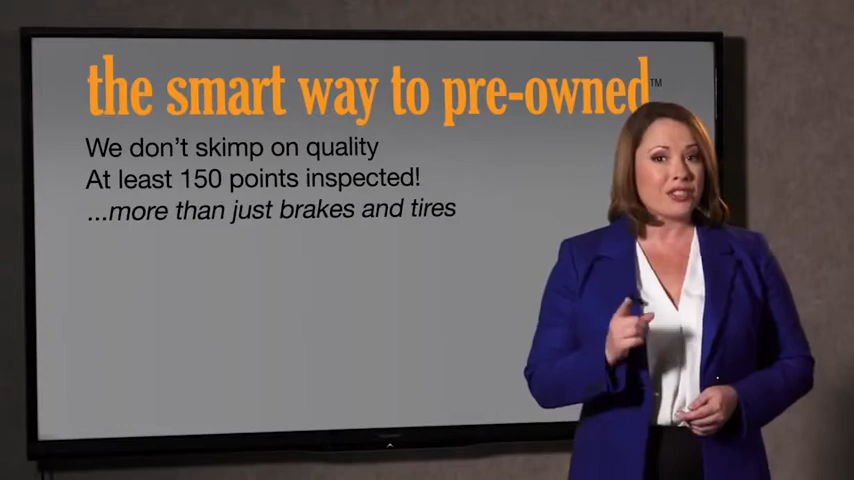 the smart way to pre-owned™
We don't skimp on quality
At least 150 points inspected!
...more than just brakes and tires